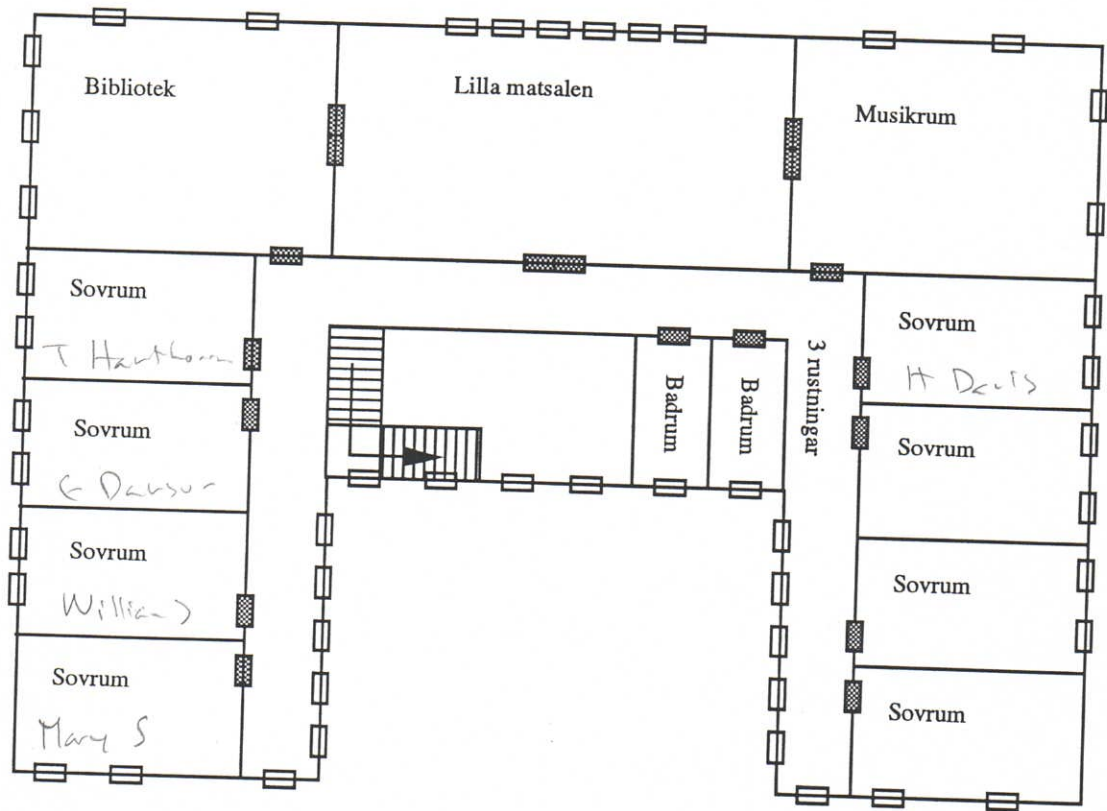 Bibliotek
Lilla matsalen
Musikrum
Sovrum
T Hawthorn
Sovrum
Sovrum
William S
Sovrum
Mary S
Badrum
Badrum
3 rustningar
Sovrum
H Davis
Sovrum
Sovrum
Sovrum